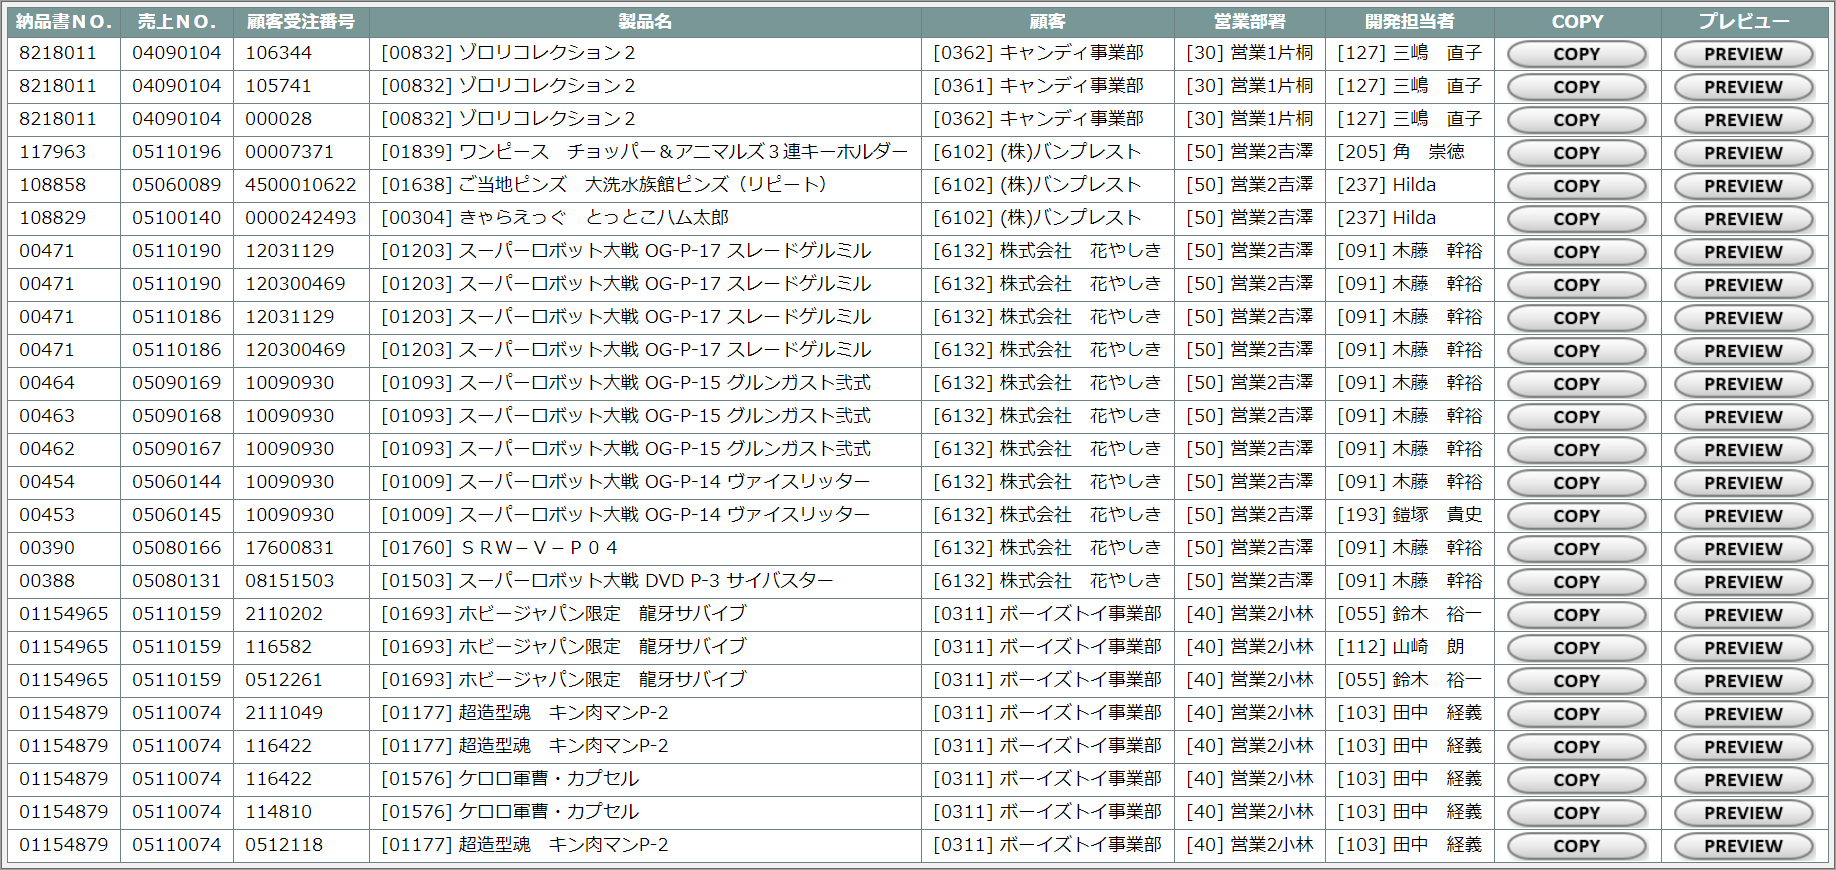 納品書ＮＯ. 売上ＮＯ. 顧客受注番号 製品名 顧客 営業部署 開発担当者 COPY プレビュー
8218011 04090104 106344 [00832] ゾロリコレクション２ [0362] キャンディ事業部 [30] 営業1片桐 [127] 三嶋　直子 COPY PREVIEW
8218011 04090104 105741 [00832] ゾロリコレクション２ [0361] キャンディ事業部 [30] 営業1片桐 [127] 三嶋　直子 COPY PREVIEW
8218011 04090104 000028 [00832] ゾロリコレクション２ [0362] キャンディ事業部 [30] 営業1片桐 [127] 三嶋　直子 COPY PREVIEW
117963 05110196 00007371 [01839] ワンピース　チョッパー＆アニマルズ３連キーホルダー [6102] (株)バンプレスト [50] 営業2吉澤 [205] 角　崇徳 COPY PREVIEW
108858 05060089 4500010622 [01638] ご当地ピンズ　大洗水族館ピンズ（リピート） [6102] (株)バンプレスト [50] 営業2吉澤 [237] Hilda COPY PREVIEW
108829 05100140 0000242493 [00304] きゃらえっぐ　とっとこハム太郎 [6102] (株)バンプレスト [50] 営業2吉澤 [237] Hilda COPY PREVIEW
00471 05110190 12031129 [01203] スーパーロボット大戦 OG-P-17 スレードゲルミル [6132] 株式会社　花やしき [50] 営業2吉澤 [091] 木藤　幹裕 COPY PREVIEW
00471 05110190 120300469 [01203] スーパーロボット大戦 OG-P-17 スレードゲルミル [6132] 株式会社　花やしき [50] 営業2吉澤 [091] 木藤　幹裕 COPY PREVIEW
00471 05110186 12031129 [01203] スーパーロボット大戦 OG-P-17 スレードゲルミル [6132] 株式会社　花やしき [50] 営業2吉澤 [091] 木藤　幹裕 COPY PREVIEW
00471 05110186 120300469 [01203] スーパーロボット大戦 OG-P-17 スレードゲルミル [6132] 株式会社　花やしき [50] 営業2吉澤 [091] 木藤　幹裕 COPY PREVIEW
00464 05090169 10090930 [01093] スーパーロボット大戦 OG-P-15 グルンガスト弐式 [6132] 株式会社　花やしき [50] 営業2吉澤 [091] 木藤　幹裕 COPY PREVIEW
00463 05090168 10090930 [01093] スーパーロボット大戦 OG-P-15 グルンガスト弐式 [6132] 株式会社　花やしき [50] 営業2吉澤 [091] 木藤　幹裕 COPY PREVIEW
00462 05090167 10090930 [01093] スーパーロボット大戦 OG-P-15 グルンガスト弐式 [6132] 株式会社　花やしき [50] 営業2吉澤 [091] 木藤　幹裕 COPY PREVIEW
00454 05060144 10090930 [01009] スーパーロボット大戦 OG-P-14 ヴァイスリッター [6132] 株式会社　花やしき [50] 営業2吉澤 [091] 木藤　幹裕 COPY PREVIEW
00453 05060145 10090930 [01009] スーパーロボット大戦 OG-P-14 ヴァイスリッター [6132] 株式会社　花やしき [50] 営業2吉澤 [193] 鎧塚　貴史 COPY PREVIEW
00390 05080166 17600831 [01760] ＳＲＷ－Ｖ－Ｐ０４ [6132] 株式会社　花やしき [50] 営業2吉澤 [091] 木藤　幹裕 COPY PREVIEW
00388 05080131 08151503 [01503] スーパーロボット大戦 DVD P-3 サイバスター [6132] 株式会社　花やしき [50] 営業2吉澤 [091] 木藤　幹裕 COPY PREVIEW
01154965 05110159 2110202 [01693] ホビージャパン限定　龍牙サバイブ [0311] ボーイズトイ事業部 [40] 営業2小林 [055] 鈴木　裕一 COPY PREVIEW
01154965 05110159 116582 [01693] ホビージャパン限定　龍牙サバイブ [0311] ボーイズトイ事業部 [40] 営業2小林 [112] 山崎　朗 COPY PREVIEW
01154965 05110159 0512261 [01693] ホビージャパン限定　龍牙サバイブ [0311] ボーイズトイ事業部 [40] 営業2小林 [055] 鈴木　裕一 COPY PREVIEW
01154879 05110074 2111049 [01177] 超造型魂　キン肉マンP-2 [0311] ボーイズトイ事業部 [40] 営業2小林 [103] 田中　経義 COPY PREVIEW
01154879 05110074 116422 [01177] 超造型魂　キン肉マンP-2 [0311] ボーイズトイ事業部 [40] 営業2小林 [103] 田中　経義 COPY PREVIEW
01154879 05110074 116422 [01576] ケロロ軍曹・カプセル [0311] ボーイズトイ事業部 [40] 営業2小林 [103] 田中　経義 COPY PREVIEW
01154879 05110074 114810 [01576] ケロロ軍曹・カプセル [0311] ボーイズトイ事業部 [40] 営業2小林 [103] 田中　経義 COPY PREVIEW
01154879 05110074 0512118 [01177] 超造型魂　キン肉マンP-2 [0311] ボーイズトイ事業部 [40] 営業2小林 [103] 田中　経義 COPY PREVIEW